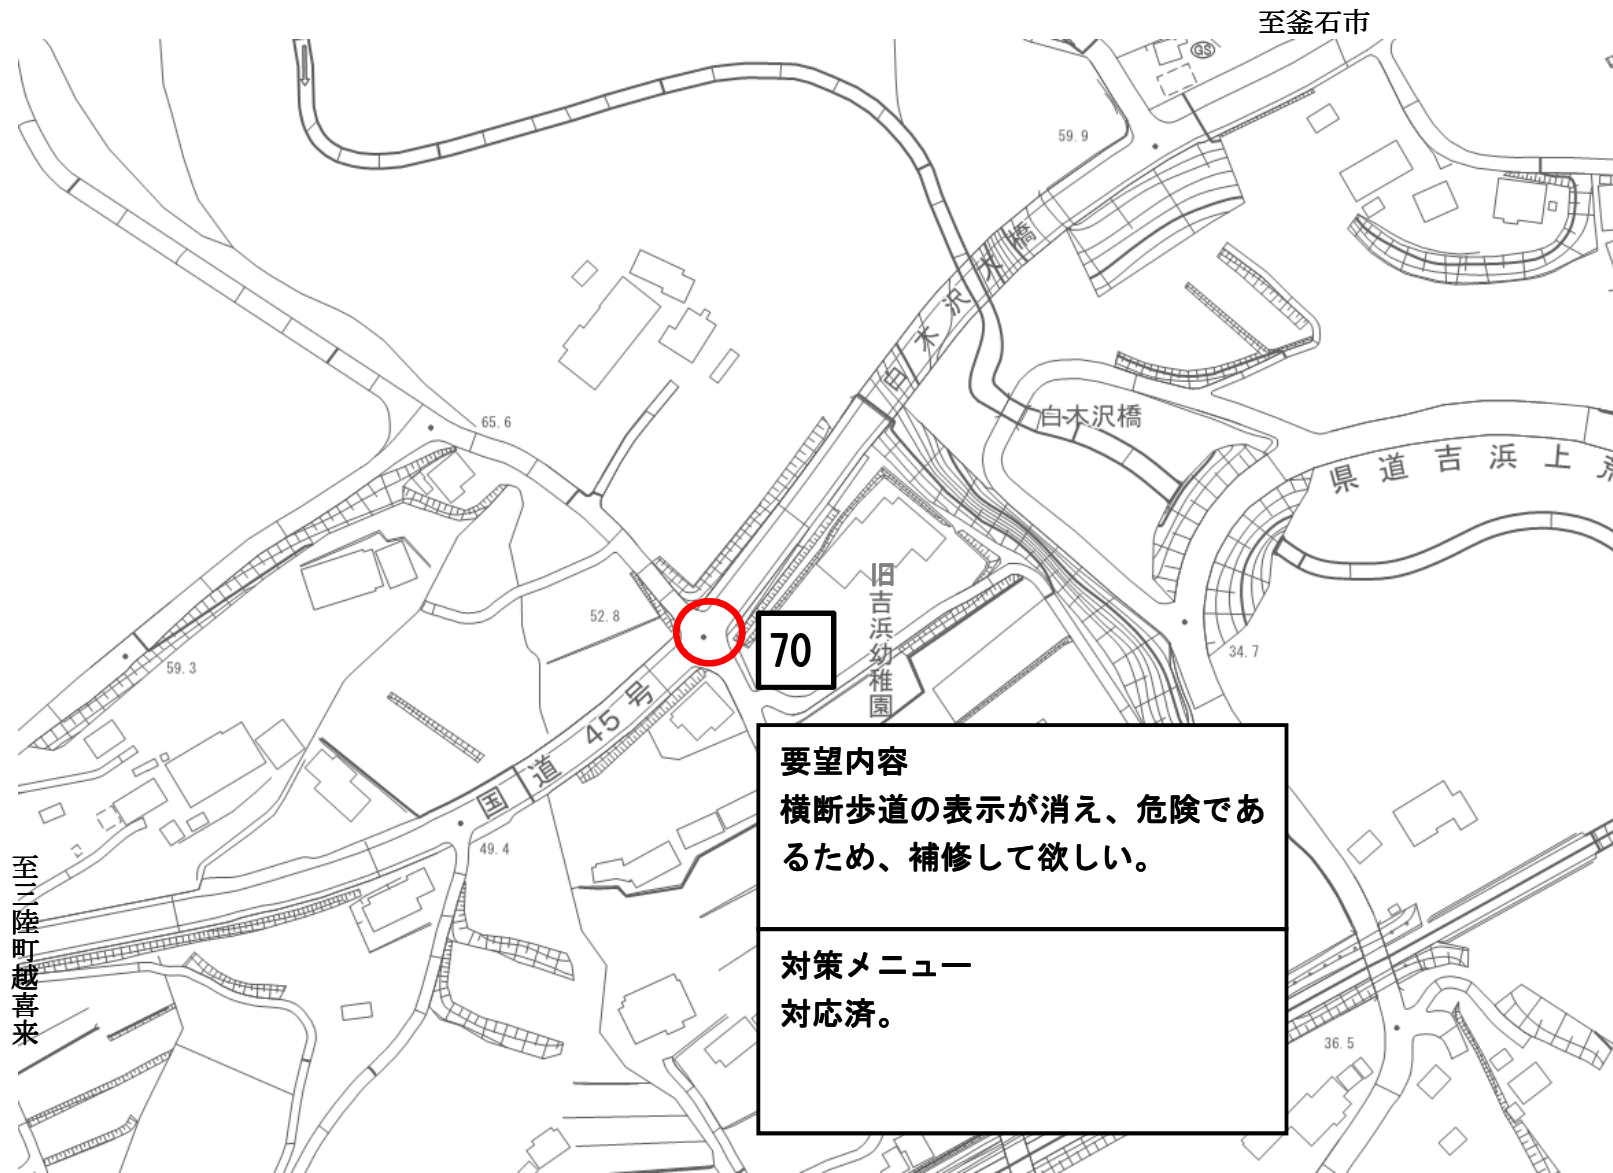 至釜石市
GS
59.9
白木沢大橋
65.6
白木沢橋
県道吉浜上荒
52.8
旧吉浜幼稚園
70
34.7
59.3
国道45号
要望内容
横断歩道の表示が消え、危険であ
るため、補修して欲しい。
49.4
至三陸町越喜来
対策メニュー
対応済。
36.5